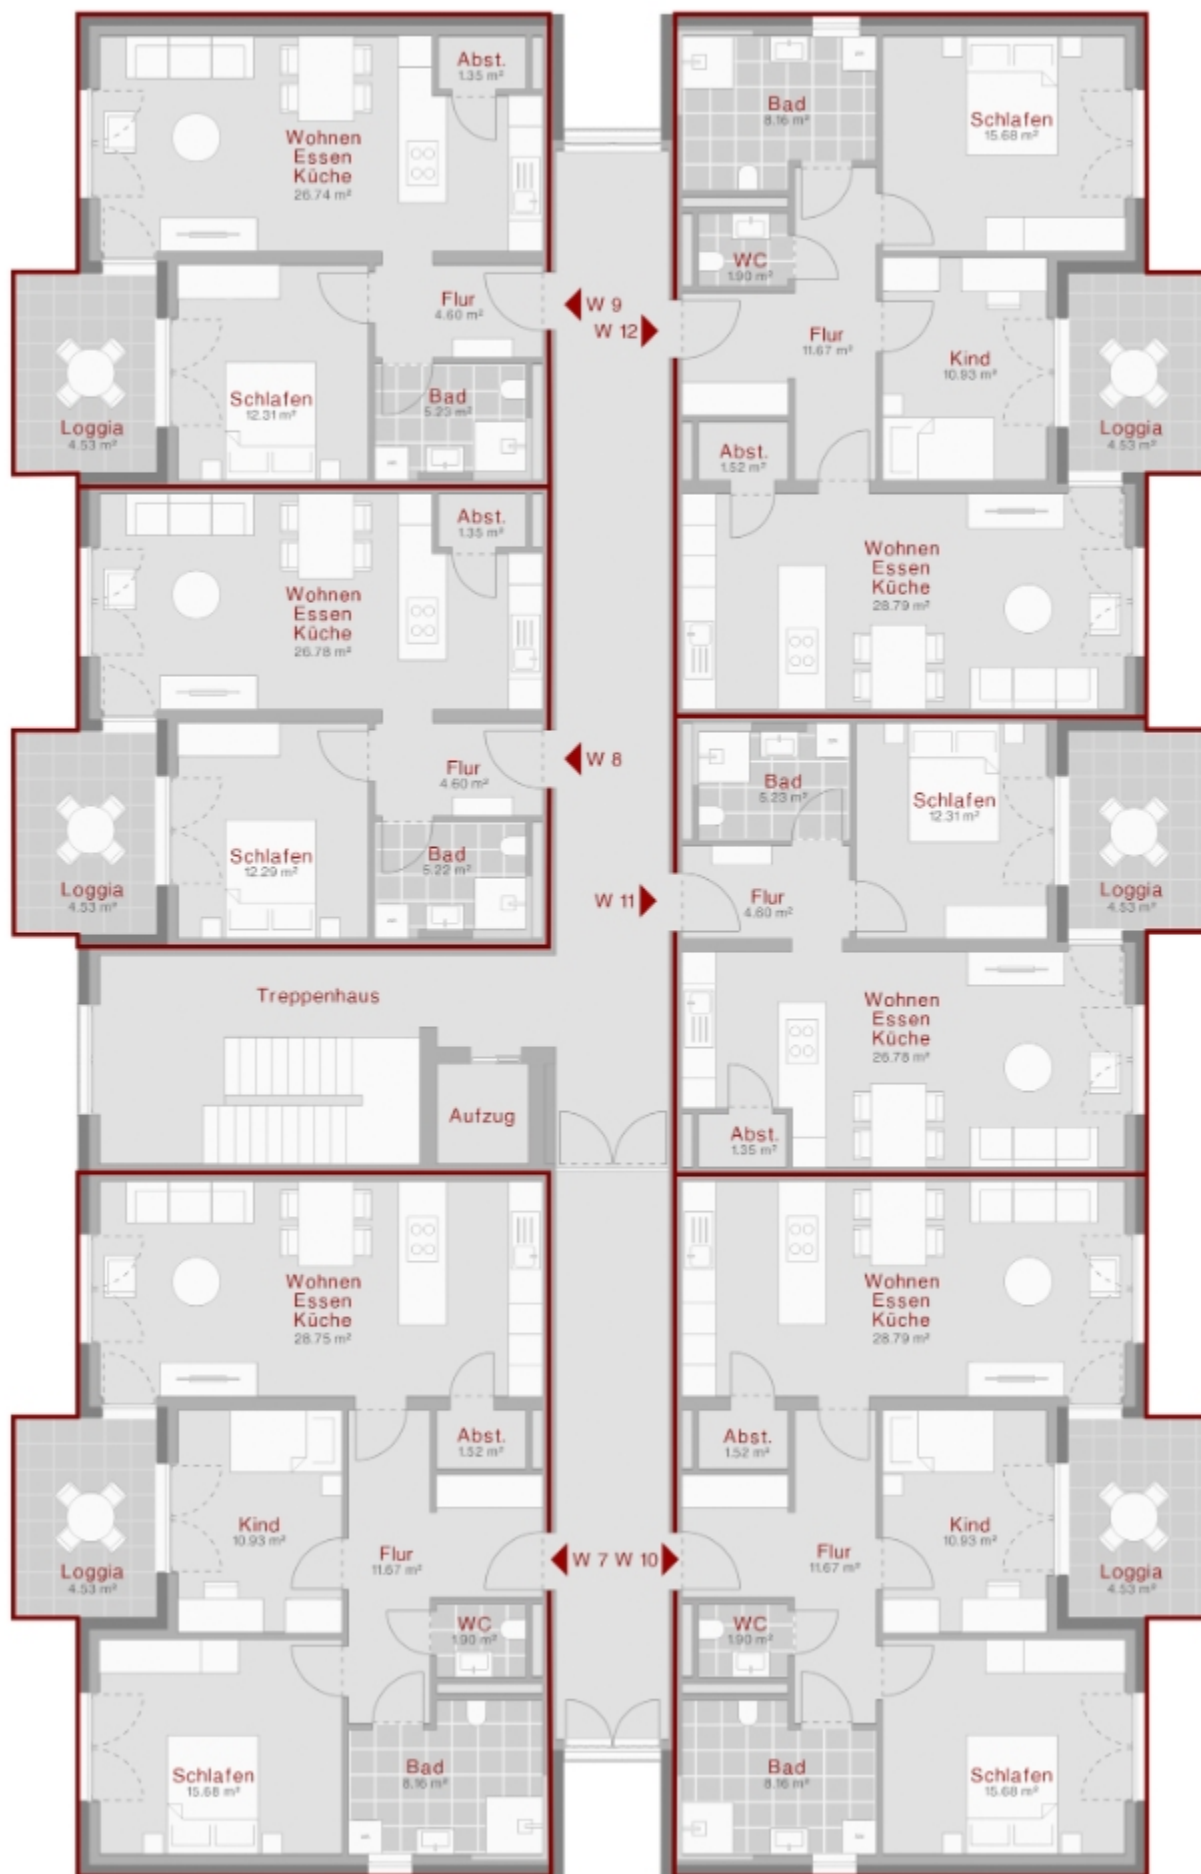 Abst.
1.35 m²
Wohnen
Essen
Küche
26.74 m²
Flur
4.60 m²
W 9
Schlafen
12.31 m²
Bad
5.23 m²
Loggia
4.53 m²
Bad
8.16 m²
Schlafen
15.68 m²
WC
1.90 m²
W 12
Flur
11.67 m²
Kind
10.93 m²
Loggia
4.53 m²
Abst.
1.52 m²
Wohnen
Essen
Küche
28.79 m²
Abst.
1.35 m²
Wohnen
Essen
Küche
26.78 m²
Flur
4.60 m²
W 8
Schlafen
12.29 m²
Bad
5.22 m²
Loggia
4.53 m²
Bad
5.23 m²
Schlafen
12.31 m²
W 11
Flur
4.60 m²
Loggia
4.53 m²
Wohnen
Essen
Küche
26.78 m²
Abst.
1.35 m²
Treppenhaus
Aufzug
Wohnen
Essen
Küche
28.75 m²
Abst.
1.52 m²
Kind
10.93 m²
Flur
11.67 m²
W 7
Loggia
4.53 m²
WC
1.90 m²
Schlafen
15.68 m²
Bad
8.16 m²
Wohnen
Essen
Küche
28.79 m²
Abst.
1.52 m²
W 10
Flur
11.67 m²
Kind
10.93 m²
Loggia
4.53 m²
WC
1.90 m²
Bad
8.16 m²
Schlafen
15.68 m²